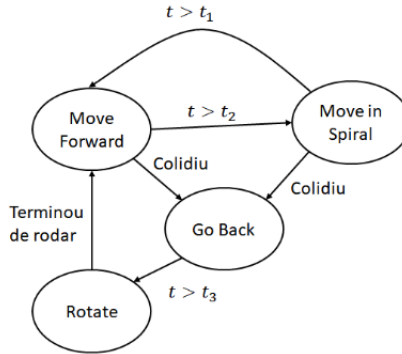 t > t₁
Move
Forward
t > t₂
Move in
Spiral
Colidiu
Colidiu
Terminou
de rodar
Go Back
t > t₃
Rotate